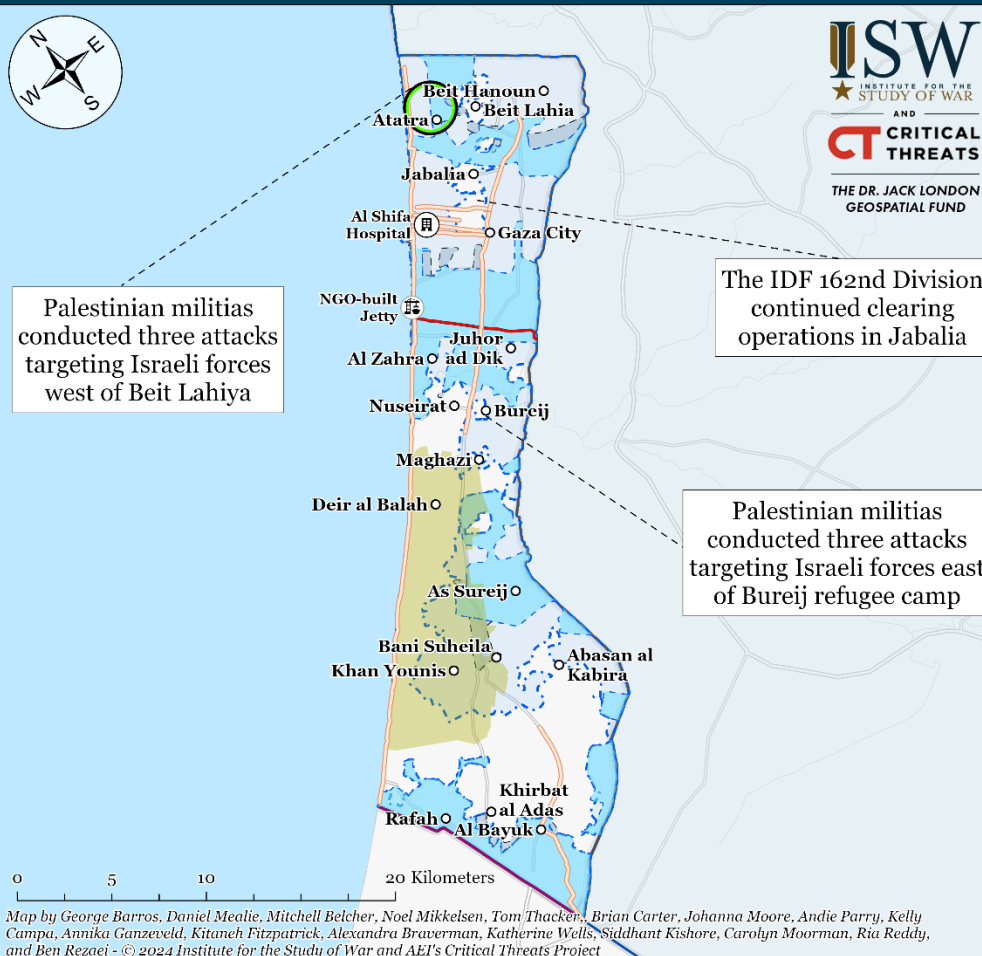 N
E
W
S
ISW
INSTITUTE FOR THE
STUDY OF WAR
AND
CT CRITICAL
THREATS
THE DR. JACK LONDON
GEOSPATIAL FUND
Beit Hanoun
Beit Lahia
Atatra
Jabalia
Al Shifa
Hospital
Gaza City
The IDF 162nd Division
continued clearing
operations in Jabalia
Palestinian militias
conducted three attacks
targeting Israeli forces
west of Beit Lahiya
NGO-built
Jetty
Juhor
ad Dik
Al Zahra
Nuseirat
Bureij
Maghazi
Deir al Balah
Palestinian militias
conducted three attacks
targeting Israeli forces east
of Bureij refugee camp
As Sureij
Bani Suheila
Abasan al
Kabira
Khan Younis
Khirbat
al Adas
Rafah
Al Bayuk
0 5 10 20 Kilometers
Map by George Barros, Daniel Mealie, Mitchell Belcher, Noel Mikkelsen, Tom Thacker, Brian Carter, Johanna Moore, Andie Parry, Kelly
Campa, Annika Ganzeveld, Kitaneh Fitzpatrick, Alexandra Braverman, Katherine Wells, Siddhant Kishore, Carolyn Moorman, Ria Reddy,
and Ben Rezaei - © 2024 Institute for the Study of War and AEI's Critical Threats Project